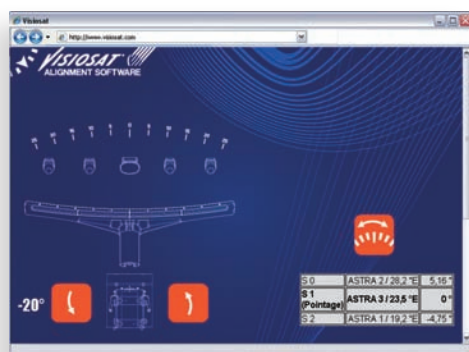 Visiosat
http://www.visiosat.com
VISIOSAT
ALIGNMENT SOFTWARE
-20°
S 0 ASTRA 2 / 28,2 °E 5,16 °
S 1 (Pointage) ASTRA 3 / 23,5 °E 0 °
S 2 ASTRA 1 / 19,2 °E -4,75 °